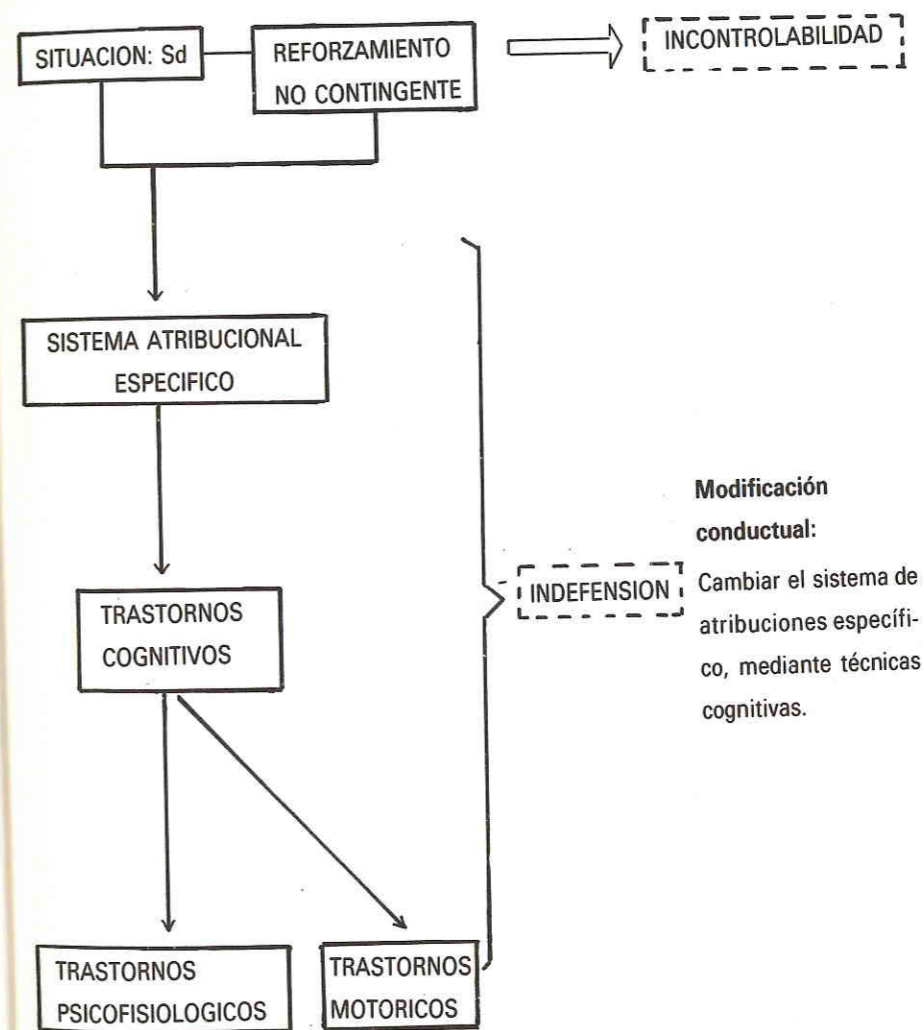 SITUACION: Sd
REFORZAMIENTO
NO CONTINGENTE
INCONTROLABILIDAD
SISTEMA ATRIBUCIONAL
ESPECIFICO
TRASTORNOS
COGNITIVOS
INDEFENSION
Modificación
conductual:
Cambiar el sistema de
atribuciones específi-
co, mediante técnicas
cognitivas.
TRASTORNOS
PSICOFISIOLOGICOS
TRASTORNOS
MOTORICOS